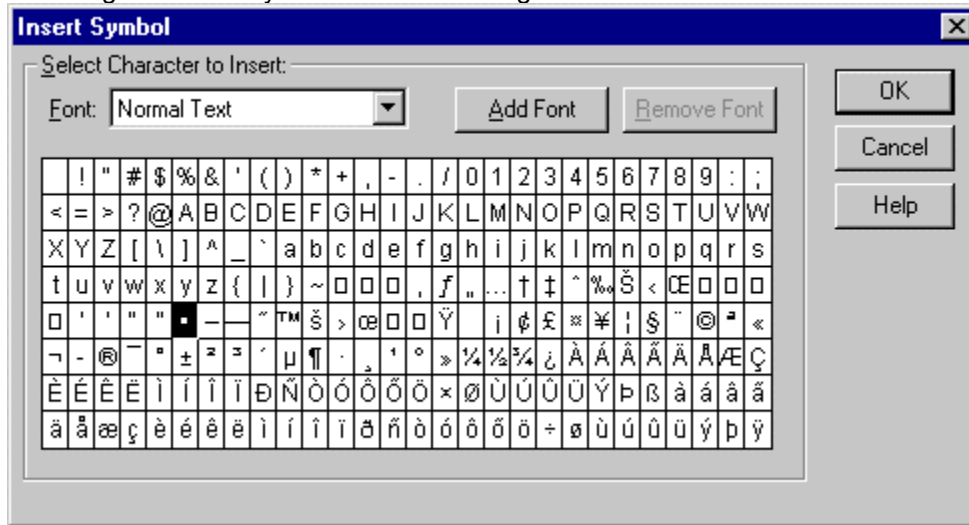 Insert Symbol
Select Character to Insert:
Font: Normal Text Add Font Remove Font OK
Cancel
Help
! " # $ % & ' ( ) * + , - . / 0 1 2 3 4 5 6 7 8 9 : ;
< = > ? @ A B C D E F G H I J K L M N O P Q R S T U V W
X Y Z [ \ ] ^ _ ` a b c d e f g h i j k l m n o p q r s
t u v w x y z { | } ~ □ □ □ ‚ ƒ „ … † ‡ ˆ ‰ Š ‹ Œ □ □ □
□ ‘ ’ “ ” • – — ˜ ™ š › œ □ □ Ÿ ¡ ¢ £ ¤ ¥ ¦ § ¨ © ª «
¬ - ® ¯ ° ± ² ³ ´ µ ¶ · ¸ ¹ º » ¼ ½ ¾ ¿ À Á Â Ã Ä Å Æ Ç
È É Ê Ë Ì Í Î Ï Ð Ñ Ò Ó Ô Õ Ö × Ø Ù Ú Û Ü Ý Þ ß à á â ã
ä å æ ç è é ê ë ì í î ï ð ñ ò ó ô õ ö ÷ ø ù ú û ü ý þ ÿ